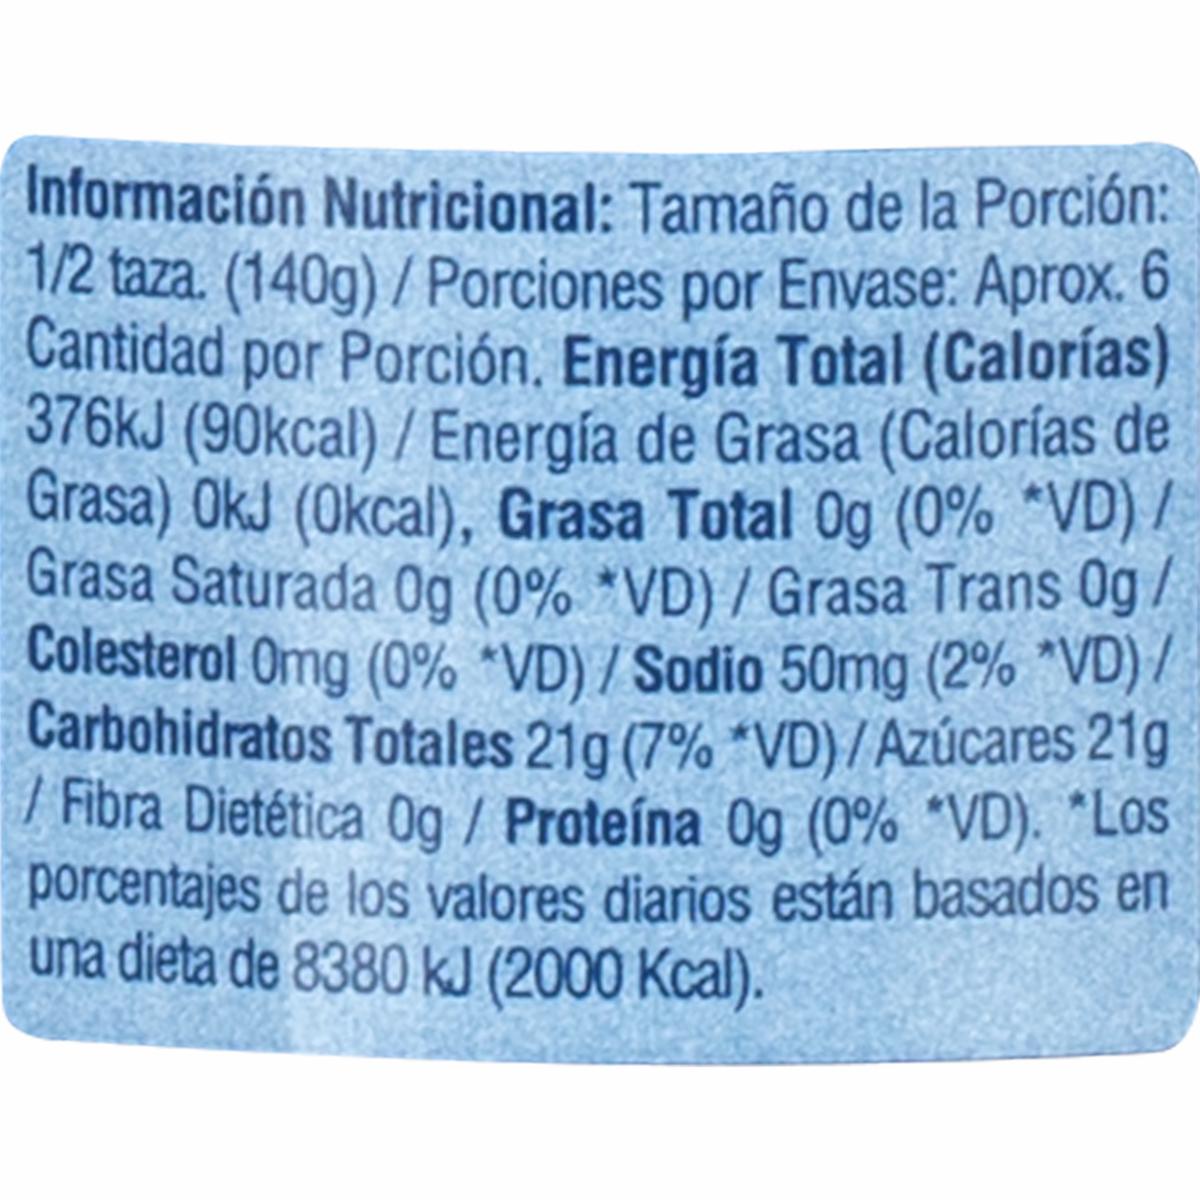 Información Nutricional: Tamaño de la Porción:
1/2 taza. (140g) / Porciones por Envase: Aprox. 6
Cantidad por Porción. Energía Total (Calorías)
376kJ (90kcal) / Energía de Grasa (Calorías de
Grasa) 0kJ (0kcal), Grasa Total 0g (0% *VD) /
Grasa Saturada 0g (0% *VD) / Grasa Trans 0g /
Colesterol 0mg (0% *VD) / Sodio 50mg (2% *VD) /
Carbohidratos Totales 21g (7% *VD) / Azúcares 21g
/ Fibra Dietética 0g / Proteína 0g (0% *VD). *Los
porcentajes de los valores diarios están basados en
una dieta de 8380 kJ (2000 Kcal).